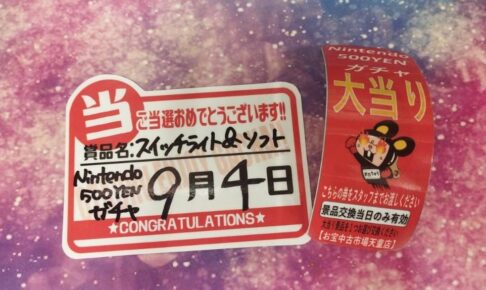 当
ご当選おめでとうございます!!
賞品名:スイッチライト&ソフト
Nintendo
500YEN
ガチャ
9月4日
★CONGRATULATIONS★
Nintendo
500YEN
ガチャ
大当り
こちらの券をスタッフまでお渡しください
景品交換当日のみ有効
【お宝中古市場天童店】